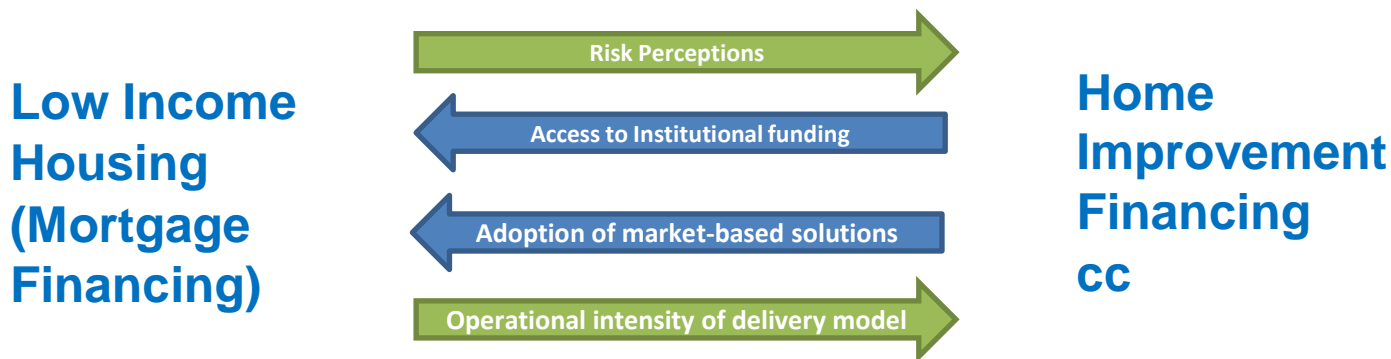 Low Income
Housing
(Mortgage
Financing)
Risk Perceptions
Access to Institutional funding
Adoption of market-based solutions
Operational intensity of delivery model
Home
Improvement
Financing
cc